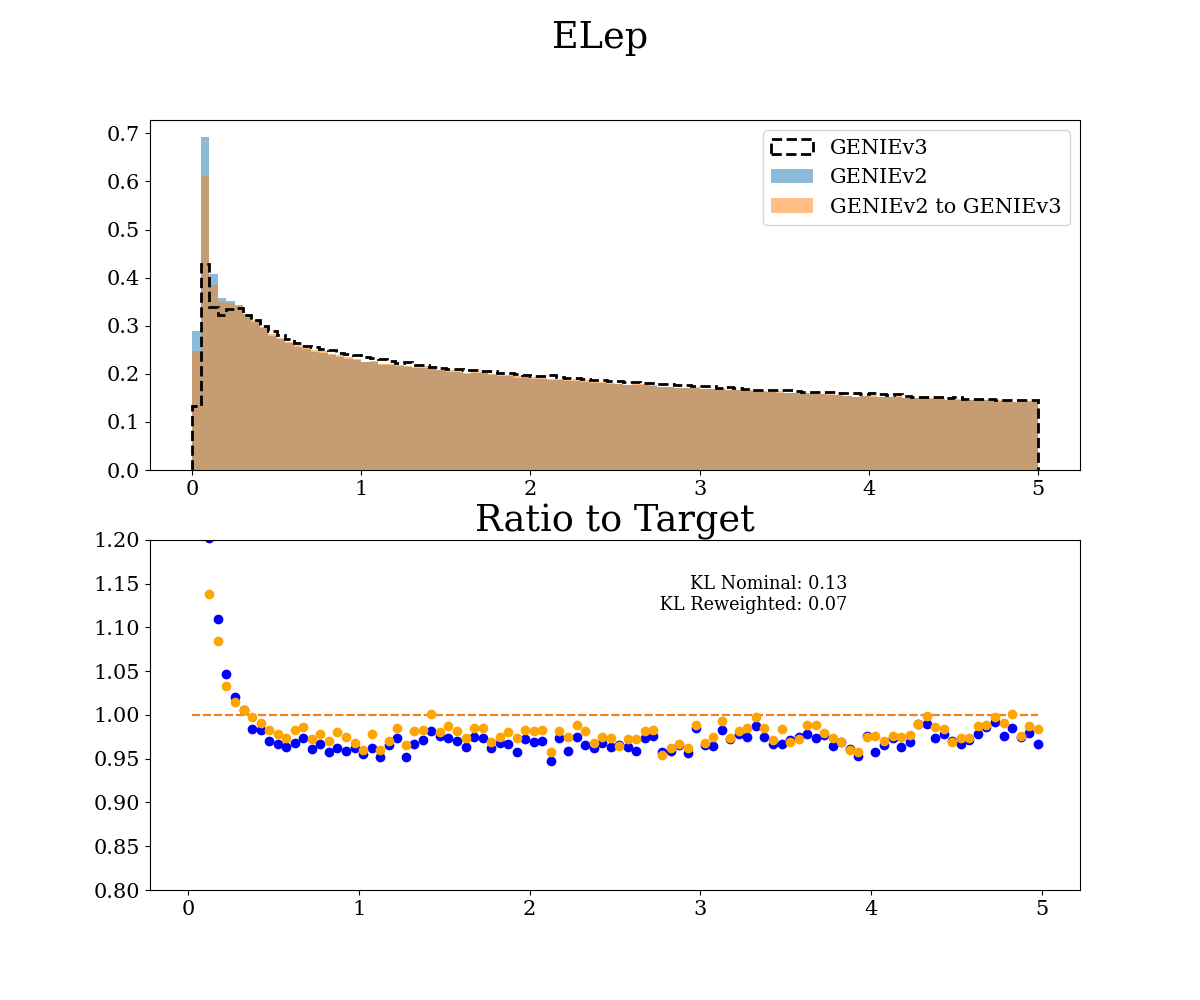 ELep
0.7
0.6
0.5
0.4
0.3
0.2
0.1
0.0
GENIEv3
GENIEv2
GENIEv2 to GENIEv3
0 1 2 3 4 5
Ratio to Target
1.20
1.15
1.10
1.05
1.00
0.95
0.90
0.85
0.80
KL Nominal: 0.13
KL Reweighted: 0.07
0 1 2 3 4 5